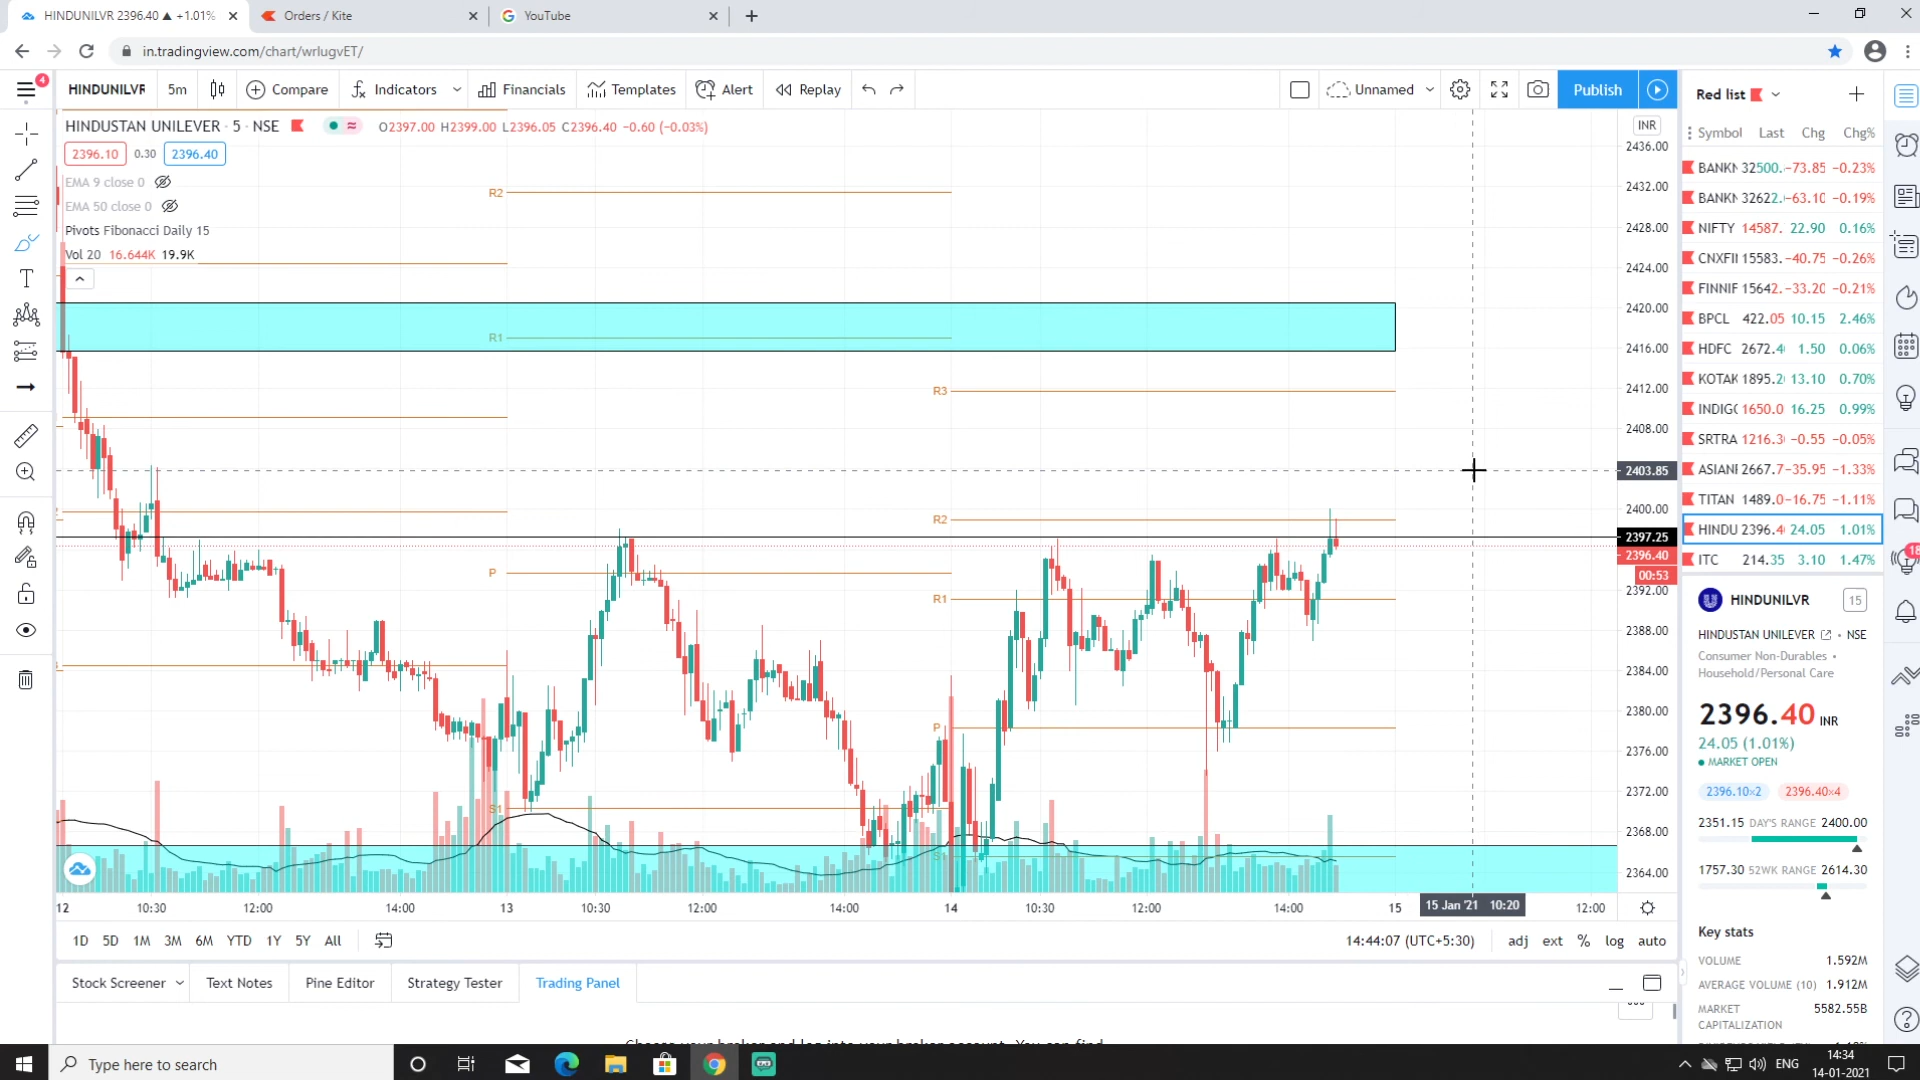 HINDUNILVR 2396.40 ▲ +1.01%
Orders / Kite
YouTube
in.tradingview.com/chart/wrlugvET/
4
HINDUNILVR 5m Compare Indicators Financials Templates Alert Replay Unnamed Publish
HINDUSTAN UNILEVER · 5 · NSE O2397.00 H2399.00 L2396.05 C2396.40 −0.60 (−0.03%)
2396.10 0.30 2396.40
EMA 9 close 0
EMA 50 close 0
Pivots Fibonacci Daily 15
Vol 20 16.644K 19.9K
R2
R1
P
S1
R3
R2
R1
P
S1
INR
2436.00
2432.00
2428.00
2424.00
2420.00
2416.00
2412.00
2408.00
2403.85
2400.00
2397.25
2396.40
00:53
2392.00
2388.00
2384.00
2380.00
2376.00
2372.00
2368.00
2364.00
12 10:30 12:00 14:00 13 10:30 12:00 14:00 14 10:30 12:00 14:00 15 15 Jan '21 10:20 12:00
1D 5D 1M 3M 6M YTD 1Y 5Y All
14:44:07 (UTC+5:30) adj ext % log auto
Stock Screener Text Notes Pine Editor Strategy Tester Trading Panel
Red list
Symbol Last Chg Chg%
BANKN 32500. −73.85 −0.23%
BANKN 32622. −63.10 −0.19%
NIFTY 14587. 22.90 0.16%
CNXFII 15583. −40.75 −0.26%
FINNIF 15642. −33.20 −0.21%
BPCL 422.05 10.15 2.46%
HDFC 2672.4 1.50 0.06%
KOTAK 1895.2 13.10 0.70%
INDIGO 1650.0 16.25 0.99%
SRTRA 1216.3 −0.55 −0.05%
ASIANI 2667.7 −35.95 −1.33%
TITAN 1489.0 −16.75 −1.11%
HINDU 2396.4 24.05 1.01%
ITC 214.35 3.10 1.47%
18
HINDUNILVR 15
HINDUSTAN UNILEVER · NSE
Consumer Non-Durables •
Household/Personal Care
2396.40 INR
24.05 (1.01%)
MARKET OPEN
2396.10×2 2396.40×4
2351.15 DAY'S RANGE 2400.00
1757.30 52WK RANGE 2614.30
Key stats
VOLUME 1.592M
AVERAGE VOLUME (10) 1.912M
MARKET CAPITALIZATION 5582.55B
Type here to search
ENG
14:34
14-01-2021